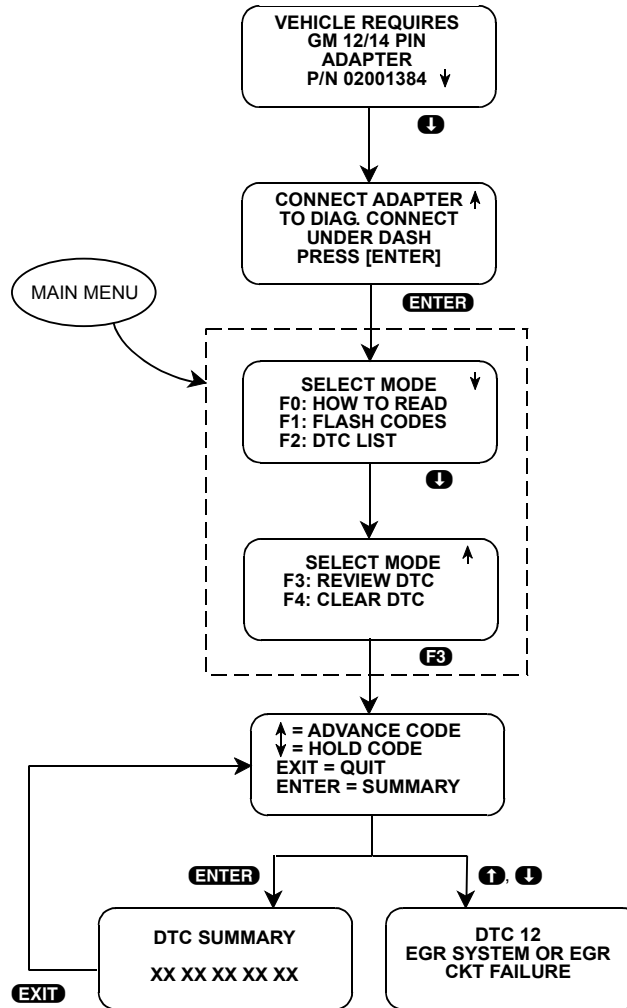 VEHICLE REQUIRES
GM 12/14 PIN
ADAPTER
P/N 02001384
CONNECT ADAPTER
TO DIAG. CONNECT
UNDER DASH
PRESS [ENTER]
MAIN MENU
ENTER
SELECT MODE
F0: HOW TO READ
F1: FLASH CODES
F2: DTC LIST
SELECT MODE
F3: REVIEW DTC
F4: CLEAR DTC
F3
= ADVANCE CODE
= HOLD CODE
EXIT = QUIT
ENTER = SUMMARY
ENTER
,
DTC SUMMARY
XX XX XX XX XX
DTC 12
EGR SYSTEM OR EGR
CKT FAILURE
EXIT